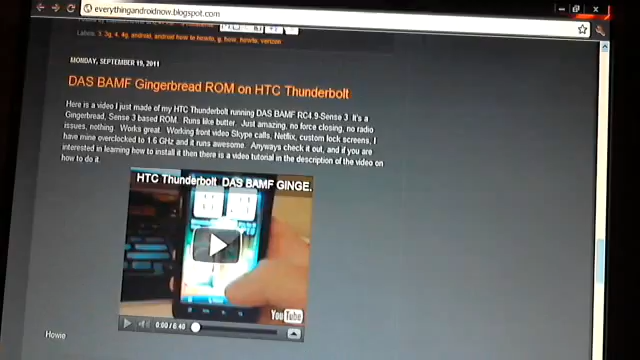 everythingandroidnow.blogspot.com
Labels: 3, 3g, 4, 4g, android, android how to howto, g, how, howto, verizon
MONDAY, SEPTEMBER 19, 2011
DAS BAMF Gingerbread ROM on HTC Thunderbolt
Here is a video I just made of my HTC Thunderbolt running DAS BAMF RC4.9-Sense 3 It's a
Gingerbread, Sense 3 based ROM. Runs like butter. Just amazing, no force closing, no radio
issues, nothing. Works great. Working front video Skype calls, Netflix, custom lock screens, I
have mine overclocked to 1.6 GHz and it runs awesome. Anyways check it out, and if you are
interested in learning how to install it then there is a video tutorial in the description of the video on
how to do it.
HTC Thunderbolt DAS BAMF GINGE.
YouTube
0:00 / 6:40
Howie